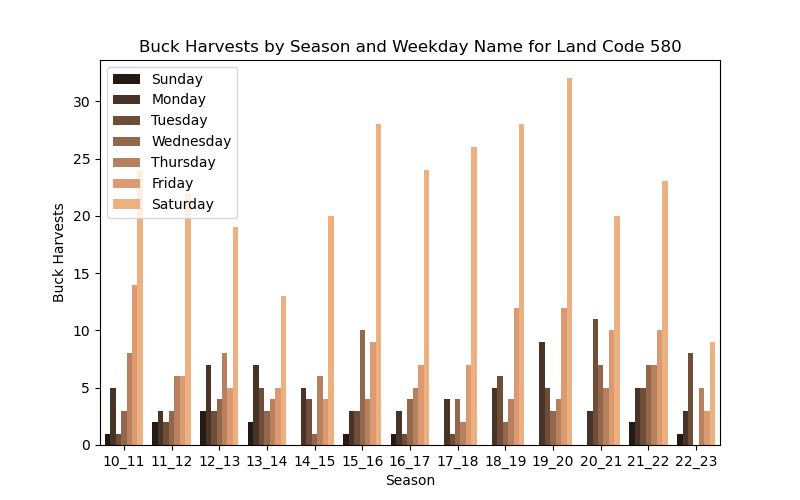 Buck Harvests by Season and Weekday Name for Land Code 580
Sunday
Monday
Tuesday
Wednesday
Thursday
Friday
Saturday
30
25
20
15
10
5
0
Buck Harvests
10_11 11_12 12_13 13_14 14_15 15_16 16_17 17_18 18_19 19_20 20_21 21_22 22_23
Season